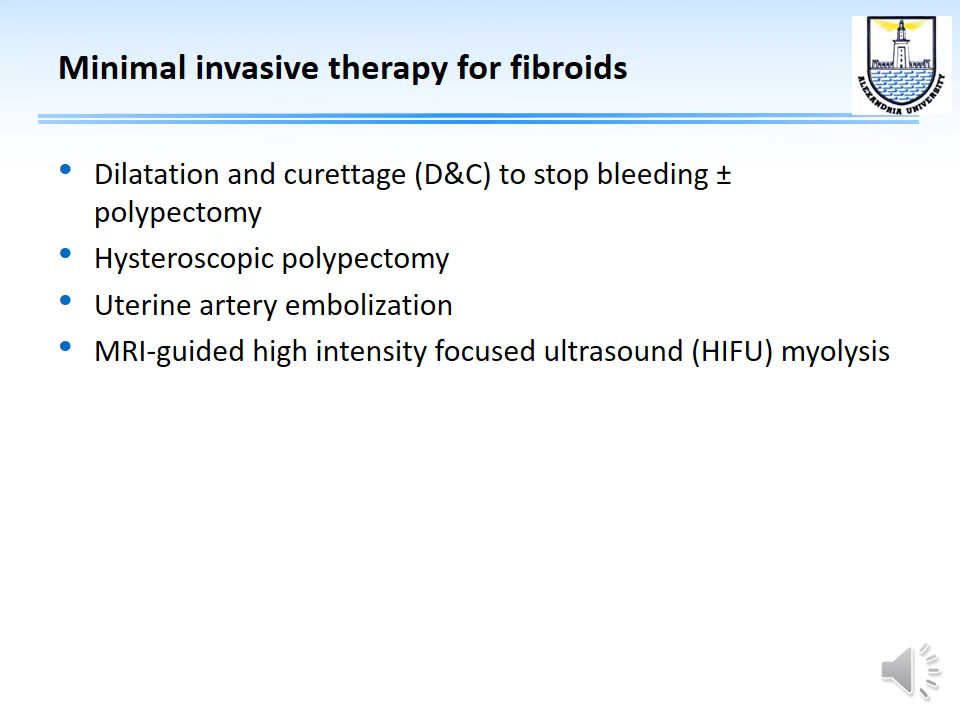 Minimal invasive therapy for fibroids
ALEXANDRIA UNIVERSITY
• Dilatation and curettage (D&C) to stop bleeding ±
polypectomy
• Hysteroscopic polypectomy
• Uterine artery embolization
• MRI-guided high intensity focused ultrasound (HIFU) myolysis